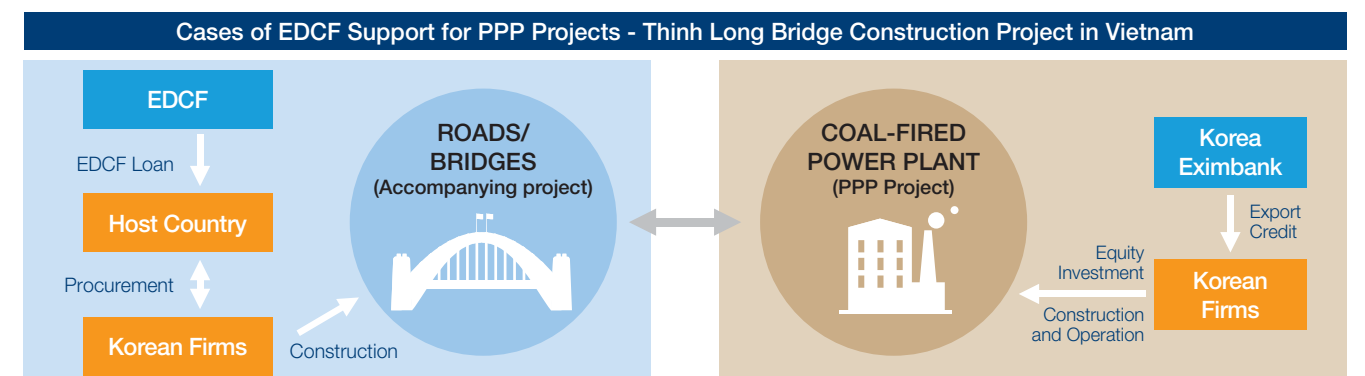 Cases of EDCF Support for PPP Projects - Thinh Long Bridge Construction Project in Vietnam
EDCF
EDCF Loan
Host Country
Procurement
Korean Firms
Construction
ROADS/
BRIDGES
(Accompanying project)
COAL-FIRED
POWER PLANT
(PPP Project)
Korea
Eximbank
Export
Credit
Equity
Investment
Construction
and Operation
Korean
Firms